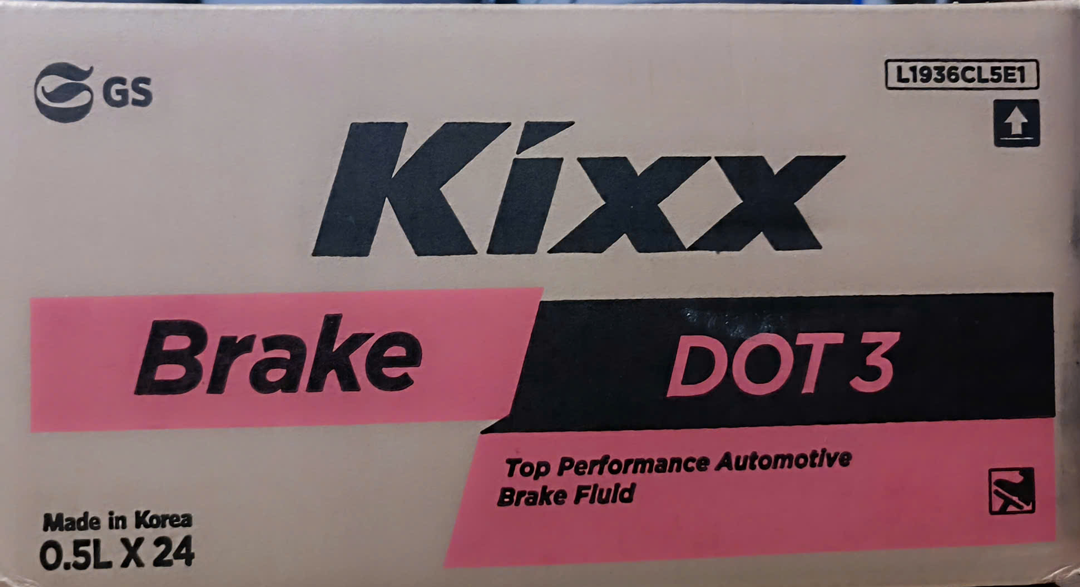 GS
L1936CL5E1
Kixx
Brake
DOT 3
Top Performance Automotive
Brake Fluid
Made in Korea
0.5L X 24